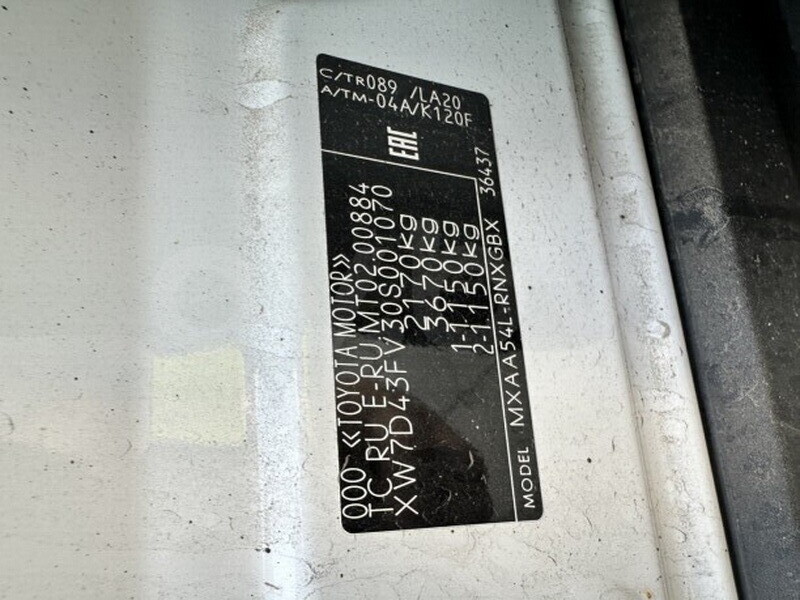 ООО «TOYOTA MOTOR»
TC RU E-RU.MT02.00884
XW7D43FV30S001070
2170kg
3670kg
1-1150kg
2-1150kg
EAC
MODEL MXAA54L-RNXGBX 36437
C/TR089 /LA20
A/TM-04A/K120F